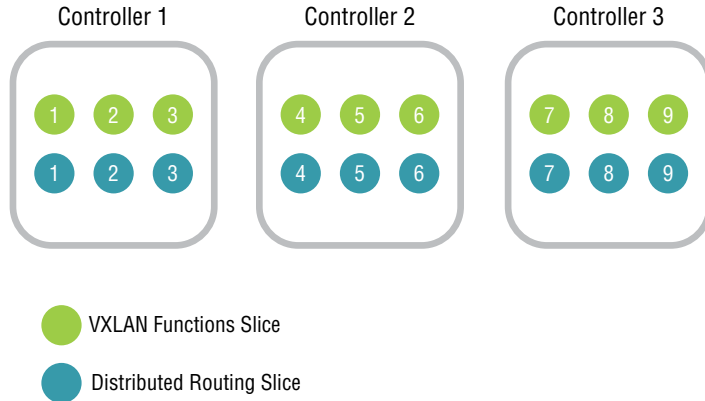 Controller 1 Controller 2 Controller 3
1 2 3 4 5 6 7 8 9
1 2 3 4 5 6 7 8 9
VXLAN Functions Slice
Distributed Routing Slice